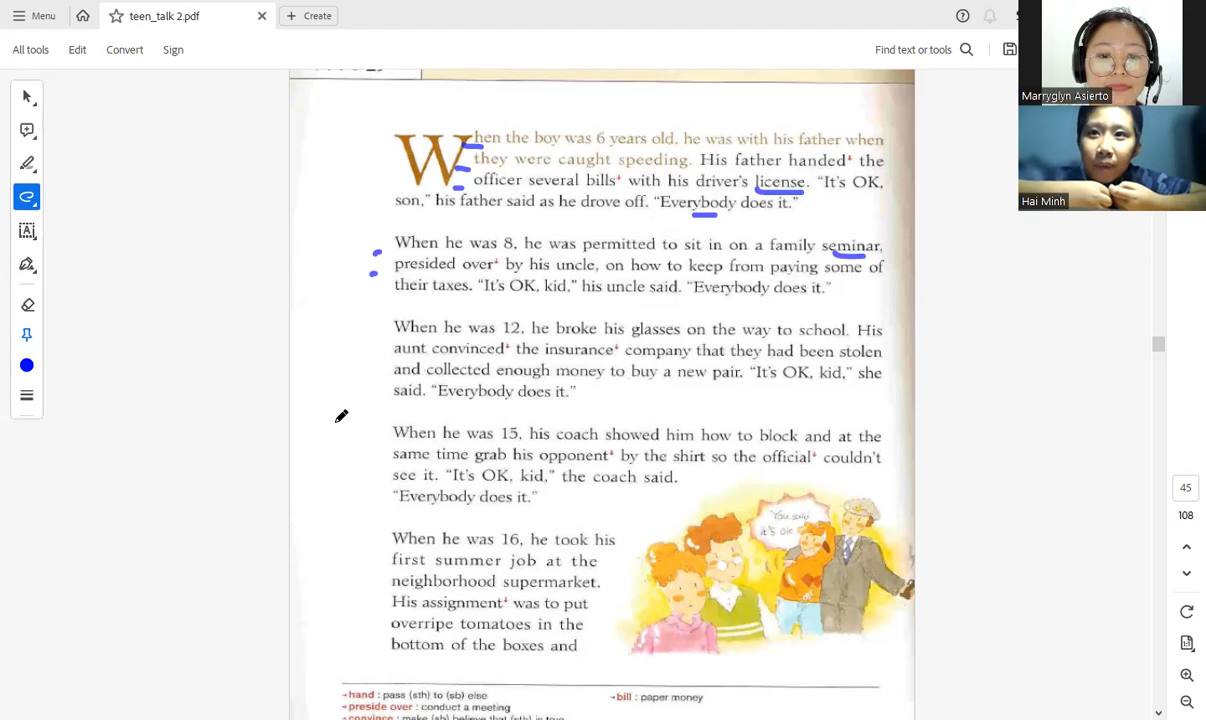 Menu
teen_talk 2.pdf
Create
All tools
Edit
Convert
Sign
Find text or tools
Marryglyn Asierto
Hai Minh
When the boy was 6 years old, he was with his father when
they were caught speeding. His father handed the
officer several bills with his driver's license. “It's OK,
son,” his father said as he drove off. “Everybody does it.”
When he was 8, he was permitted to sit in on a family seminar,
presided over by his uncle, on how to keep from paying some of
their taxes. “It's OK, kid,” his uncle said. “Everybody does it.”
When he was 12, he broke his glasses on the way to school. His
aunt convinced the insurance company that they had been stolen
and collected enough money to buy a new pair. “It's OK, kid,” she
said. “Everybody does it.”
When he was 15, his coach showed him how to block and at the
same time grab his opponent by the shirt so the official couldn't
see it. “It's OK, kid,” the coach said.
“Everybody does it.”
When he was 16, he took his
first summer job at the
neighborhood supermarket.
His assignment was to put
overripe tomatoes in the
bottom of the boxes and
You said
it's OK
hand : pass (sth) to (sb) else
bill : paper money
preside over : conduct a meeting
convince : make (sb) believe that (sth) is true
45
108